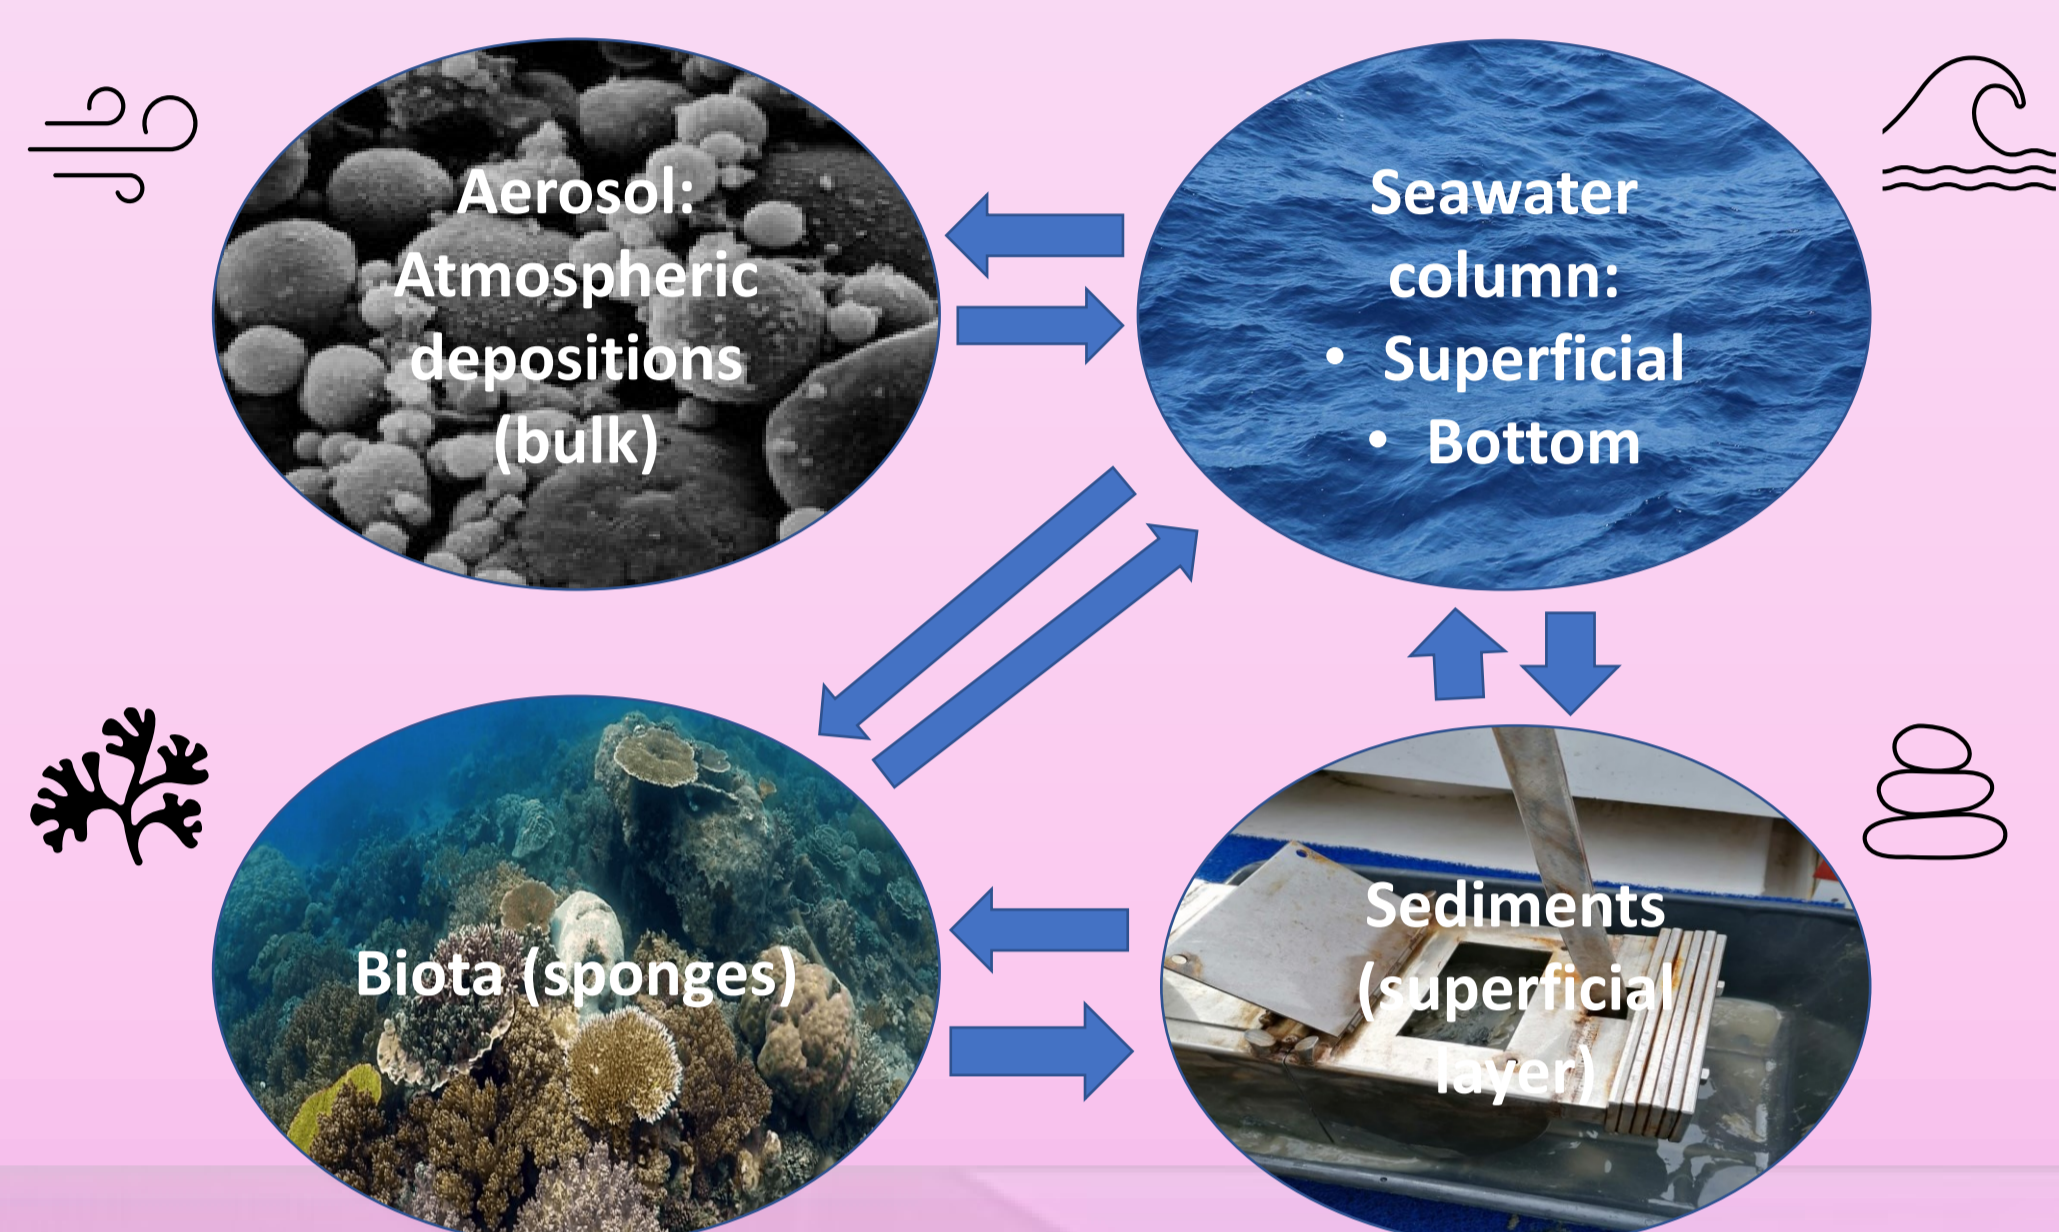 Aerosol:
Atmospheric
depositions
(bulk)
Seawater
column:
• Superficial
• Bottom
Biota (sponges)
Sediments
(superficial
layer)